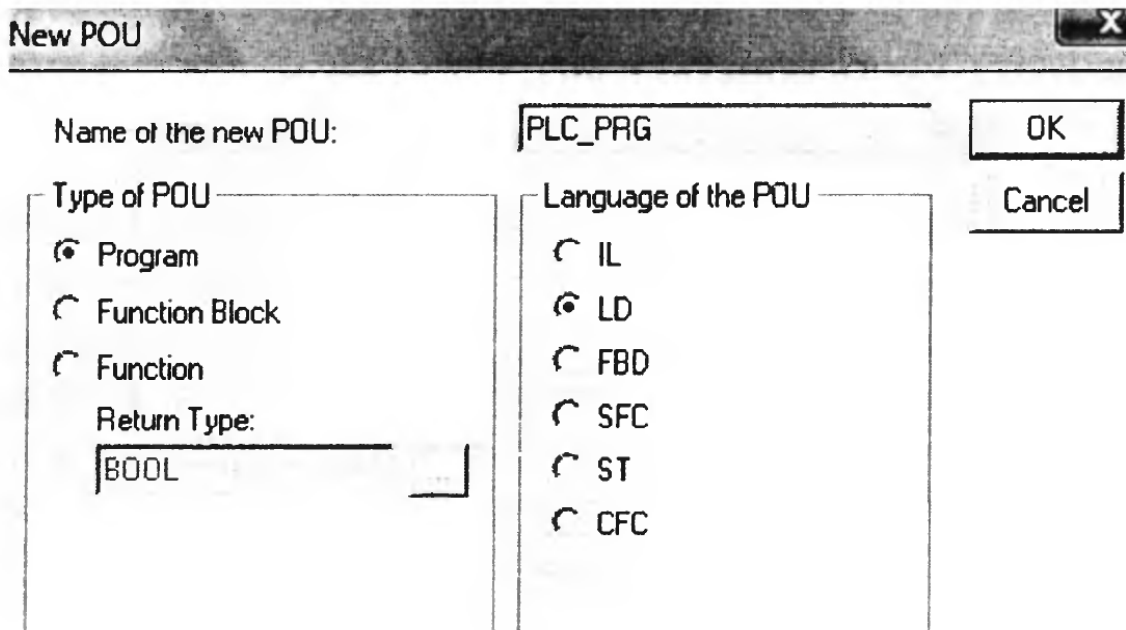 New POU
X
Name of the new POU:
PLC_PRG
OK
Cancel
Type of POU
Program
Function Block
Function
Return Type:
BOOL
...
Language of the POU
IL
LD
FBD
SFC
ST
CFC